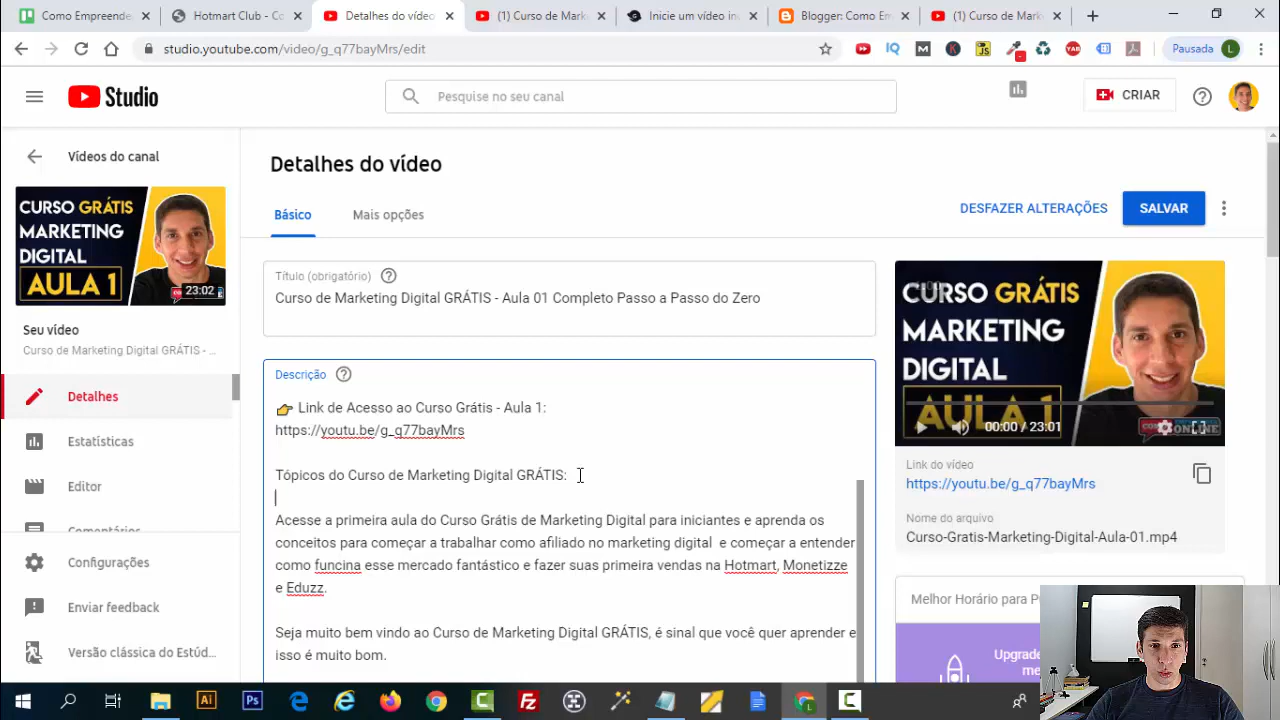 CO Empreende
Hotmart Club - Co
Detalhes do vídeo
(1) Curso de Mark
Inicie um vídeo ins
Blogger: Como Em
(1) Curso de Mark
studio.youtube.com/video/g_q77bayMrs/edit
Pausada L
Studio
Pesquise no seu canal
CRIAR
Vídeos do canal
CURSO GRÁTIS
MARKETING
DIGITAL
AULA 1
23:02
Seu vídeo
Curso de Marketing Digital GRÁTIS - ...
Detalhes
Estatísticas
Editor
Comentários
Configurações
Enviar feedback
Versão clássica do Estúd...
Detalhes do vídeo
Básico
Mais opções
DESFAZER ALTERAÇÕES
SALVAR
Título (obrigatório)
Curso de Marketing Digital GRÁTIS - Aula 01 Completo Passo a Passo do Zero
Descrição
👉 Link de Acesso ao Curso Grátis - Aula 1:
https://youtu.be/g_q77bayMrs
Tópicos do Curso de Marketing Digital GRÁTIS:
Acesse a primeira aula do Curso Grátis de Marketing Digital para iniciantes e aprenda os
conceitos para começar a trabalhar como afiliado no marketing digital e começar a entender
como funcina esse mercado fantástico e fazer suas primeira vendas na Hotmart, Monetizze
e Eduzz.
Seja muito bem vindo ao Curso de Marketing Digital GRÁTIS, é sinal que você quer aprender e
isso é muito bom.
CURSO GRÁTIS
MARKETING
DIGITAL
AULA 1
00:00 / 23:01
Link do vídeo
https://youtu.be/g_q77bayMrs
Nome do arquivo
Curso-Gratis-Marketing-Digital-Aula-01.mp4
Melhor Horário para P
Upgrade
me